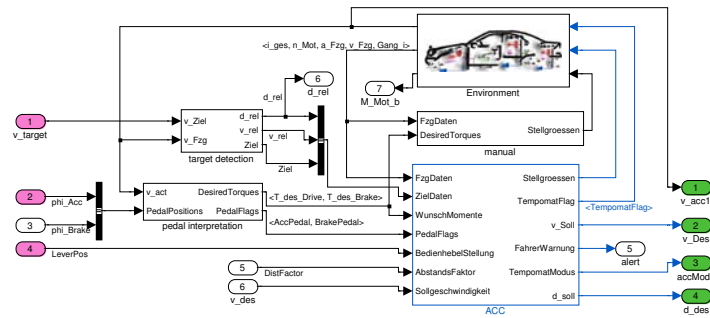 <i_ges, n_Mot, a_Fzg, v_Fzg, Gang_i>
6
d_rel
7
M_Mot_b
Environment
1
v_target
v_Ziel
v_Fzg
d_rel
v_rel
Ziel
target detection
d_rel
v_rel
Ziel
FzgDaten
DesiredTorques
Stellgroessen
manual
2
phi_Acc
3
phi_Brake
v_act
PedalPositions
DesiredTorques
PedalFlags
pedal interpretation
<T_des_Drive, T_des_Brake>
<AccPedal, BrakePedal>
4
LeverPos
5
DistFactor
6
v_des
FzgDaten
ZielDaten
WunschMomente
PedalFlags
BedienhebelStellung
AbstandsFaktor
Sollgeschwindigkeit
Stellgroessen
TempomatFlag
v_Soll
FahrerWarnung
TempomatModus
d_soll
ACC
<TempomatFlag>
1
v_acc1
2
v_Des
5
alert
3
accMod
4
d_des